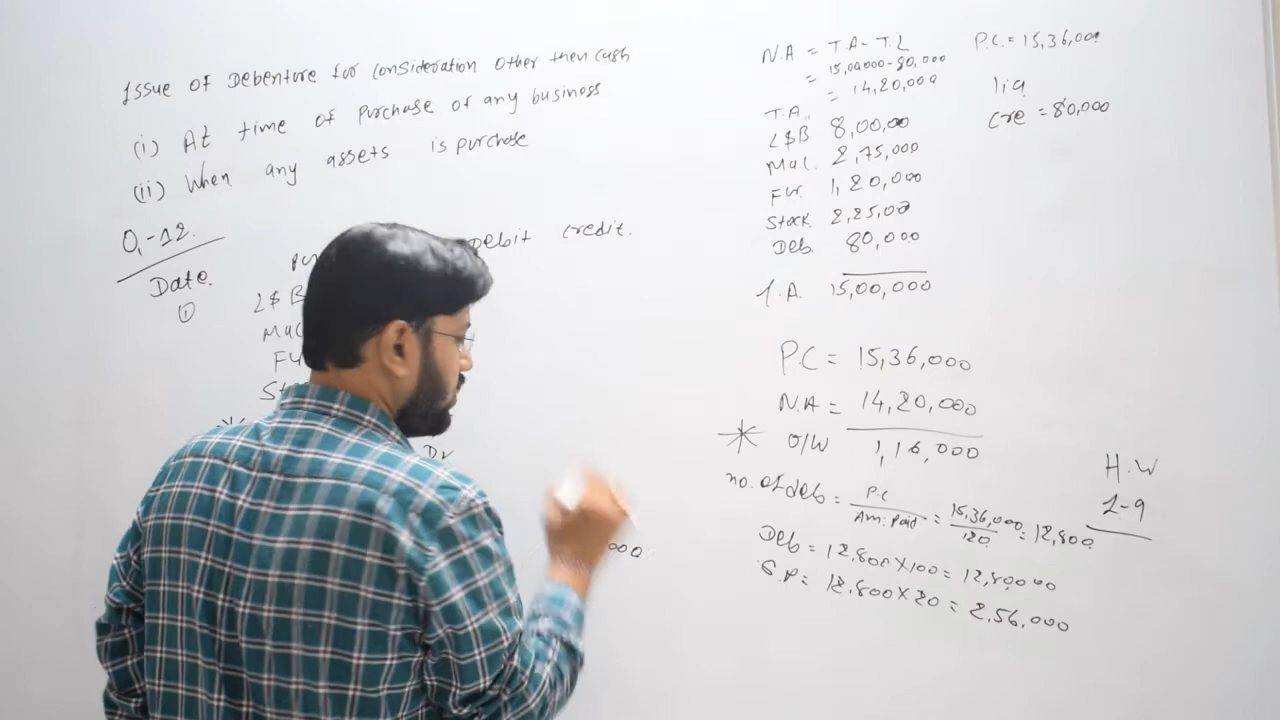 Issue of Debenture for consideration other then cash
(i) At time of purchase of any business
(ii) When any assets is purchase
Q.-12.
Date.
Debit credit.
①
L$B
Mac
Fu
St
Dr
000
N.A = T.A - T.L
= 15,00000-80,000
= 14,20,000
T.A.
L$B 8,00,00
Mac. 2,75,000
Fur. 1,20,000
Stock. 2,25,00
Deb. 80,000
T.A. 15,00,000
P.C. = 15,36,000
lia
Cre = 80,000
P.C = 15,36,000
N.A = 14,20,000
O/W 1,16,000
no. of deb = P.C / Am. Paid = 15,36,000 / 120 = 12,800
Deb = 12,800 X 100 = 12,80000
S.P = 12,800 X 20 = 2,56,000
H.W
1-9